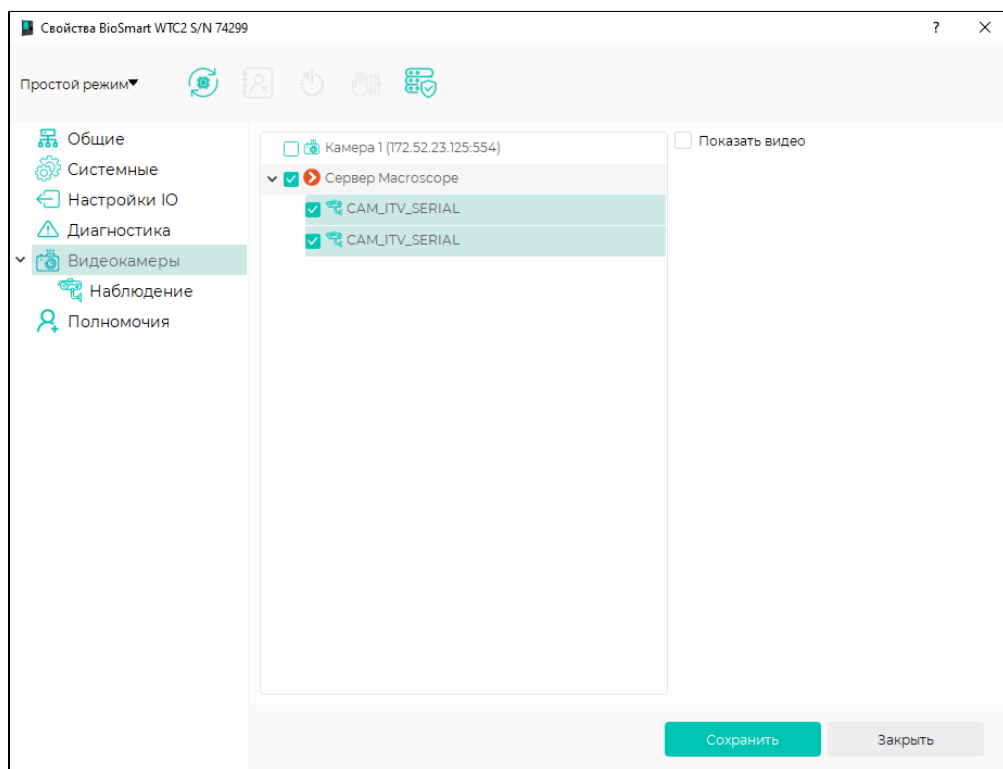 Свойства BioSmart WTC2 S/N 74299
?
Простой режим
Общие
Системные
Настройки IO
Диагностика
Видеокамеры
Наблюдение
Полномочия
Камера 1 (172.52.23.125:554)
Сервер Macroscope
CAM_ITV_SERIAL
CAM_ITV_SERIAL
Показать видео
Сохранить
Закрыть